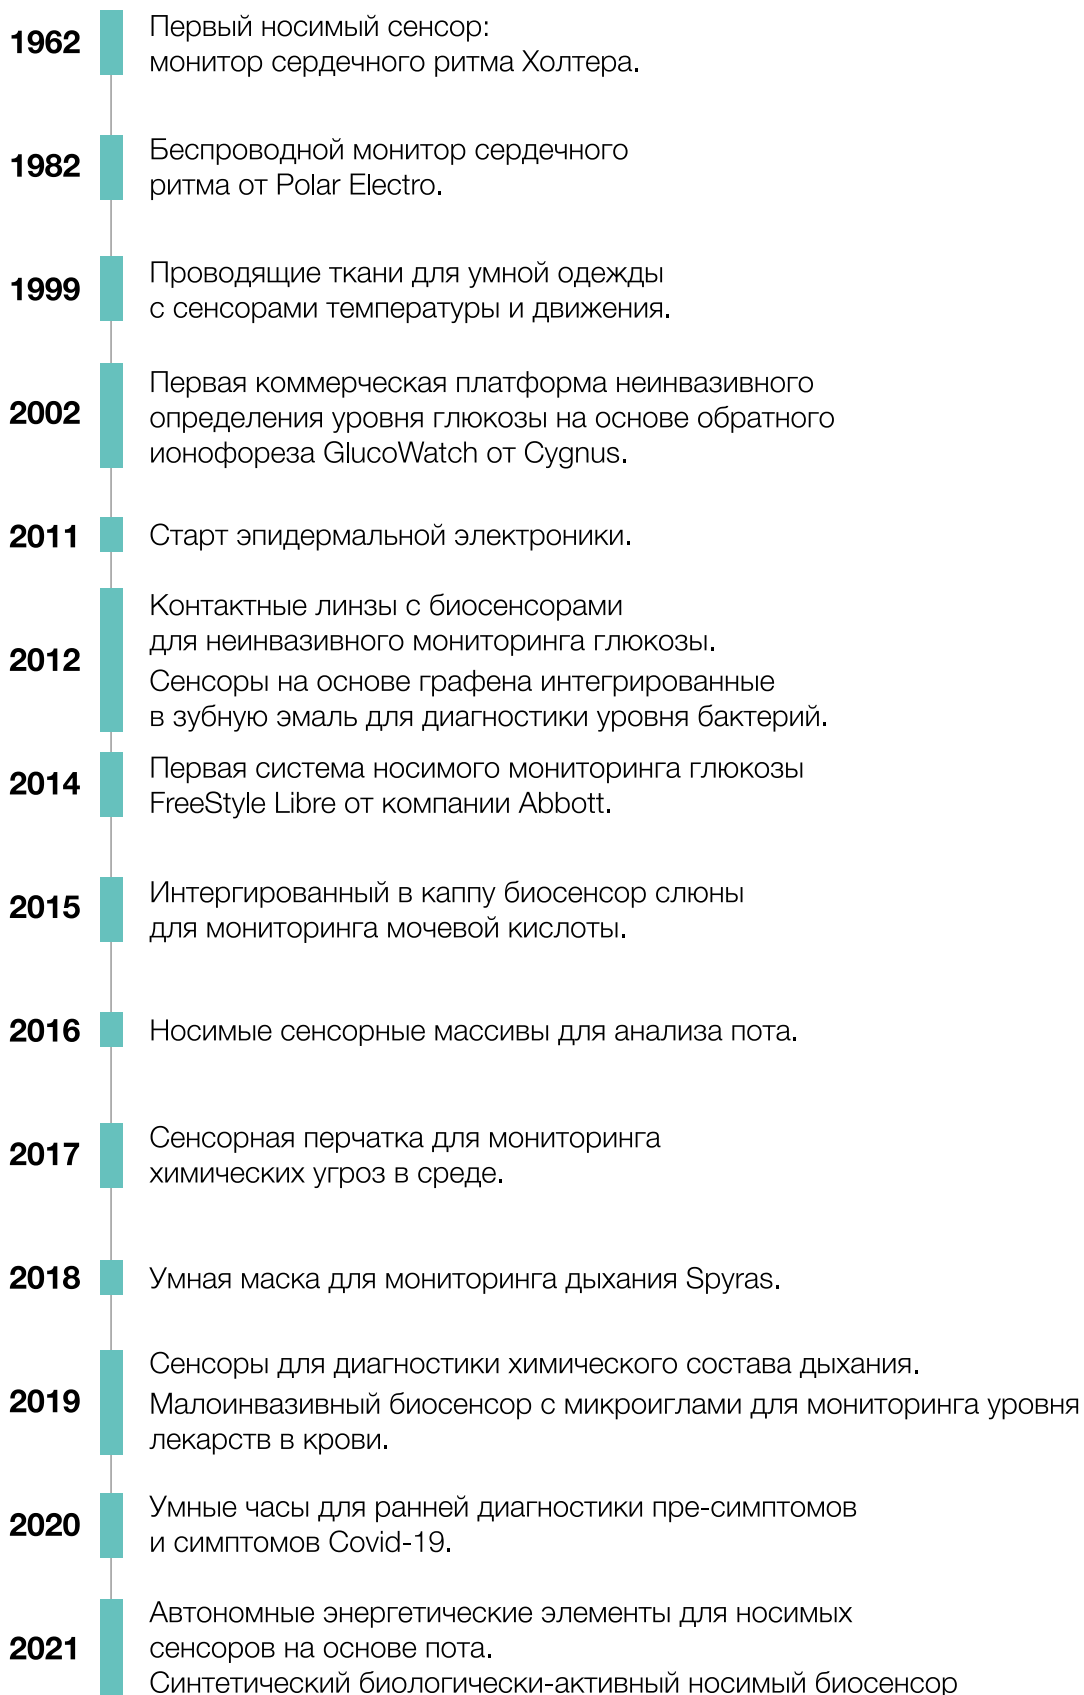 1962
Первый носимый сенсор:
монитор сердечного ритма Холтера.
1982
Беспроводной монитор сердечного
ритма от Polar Electro.
1999
Проводящие ткани для умной одежды
с сенсорами температуры и движения.
2002
Первая коммерческая платформа неинвазивного
определения уровня глюкозы на основе обратного
ионофореза GlucoWatch от Cygnus.
2011
Старт эпидермальной электроники.
2012
Контактные линзы с биосенсорами
для неинвазивного мониторинга глюкозы.
Сенсоры на основе графена интегрированные
в зубную эмаль для диагностики уровня бактерий.
2014
Первая система носимого мониторинга глюкозы
FreeStyle Libre от компании Abbott.
2015
Интергированный в каппу биосенсор слюны
для мониторинга мочевой кислоты.
2016
Носимые сенсорные массивы для анализа пота.
2017
Сенсорная перчатка для мониторинга
химических угроз в среде.
2018
Умная маска для мониторинга дыхания Spyras.
2019
Сенсоры для диагностики химического состава дыхания.
Малоинвазивный биосенсор с микроиглами для мониторинга уровня
лекарств в крови.
2020
Умные часы для ранней диагностики пре-симптомов
и симптомов Covid-19.
2021
Автономные энергетические элементы для носимых
сенсоров на основе пота.
Синтетический биологически-активный носимый биосенсор